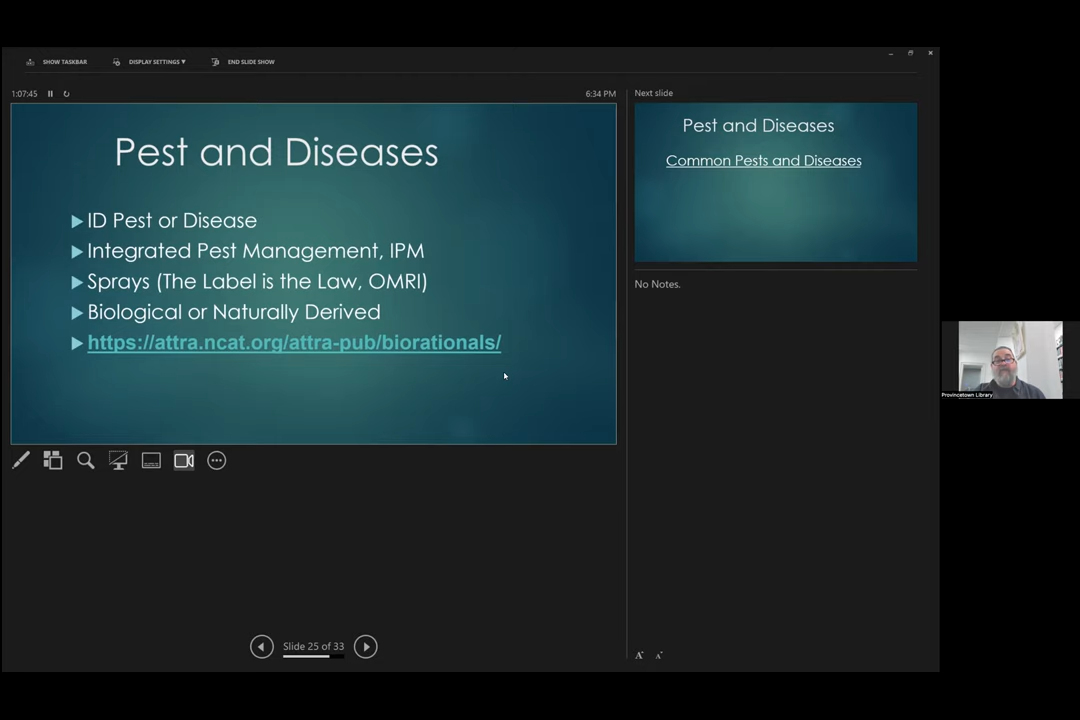 SHOW TASKBAR
DISPLAY SETTINGS ▼
END SLIDE SHOW
1:07:45
6:34 PM
Pest and Diseases
ID Pest or Disease
Integrated Pest Management, IPM
Sprays (The Label is the Law, OMRI)
Biological or Naturally Derived
https://attra.ncat.org/attra-pub/biorationals/
Next slide
Pest and Diseases
Common Pests and Diseases
No Notes.
Provincetown Library
Slide 25 of 33
A
A